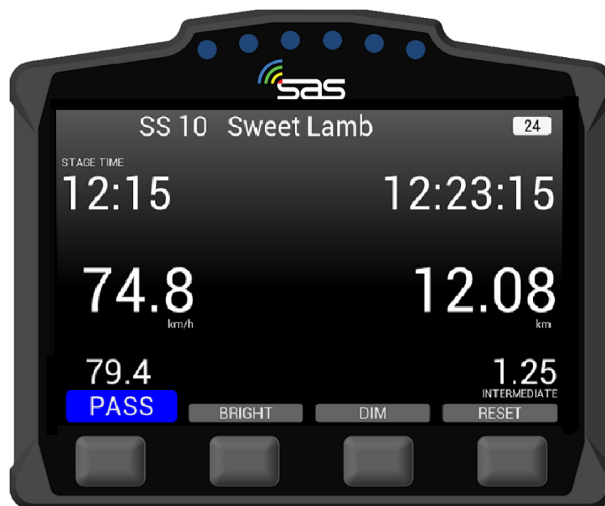 sas
SS 10 Sweet Lamb 24
STAGE TIME
12:15 12:23:15
74.8 12.08
km/h km
79.4 1.25
INTERMEDIATE
PASS BRIGHT DIM RESET